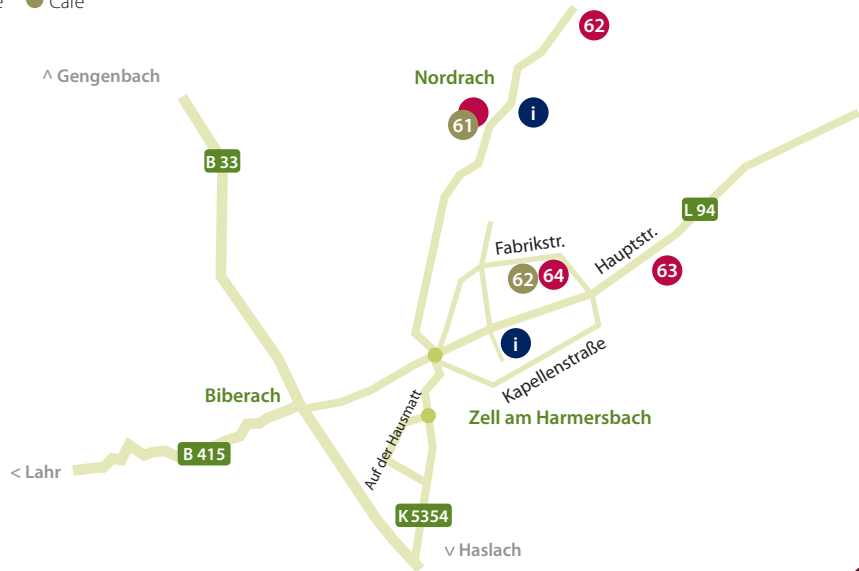 Café
62
^ Gengenbach
Nordrach
61
i
B 33
L 94
Fabrikstr.
Hauptstr.
62
64
63
i
Kapellenstraße
Biberach
Auf der Hausmatt
Zell am Harmersbach
B 415
< Lahr
K 5354
v Haslach